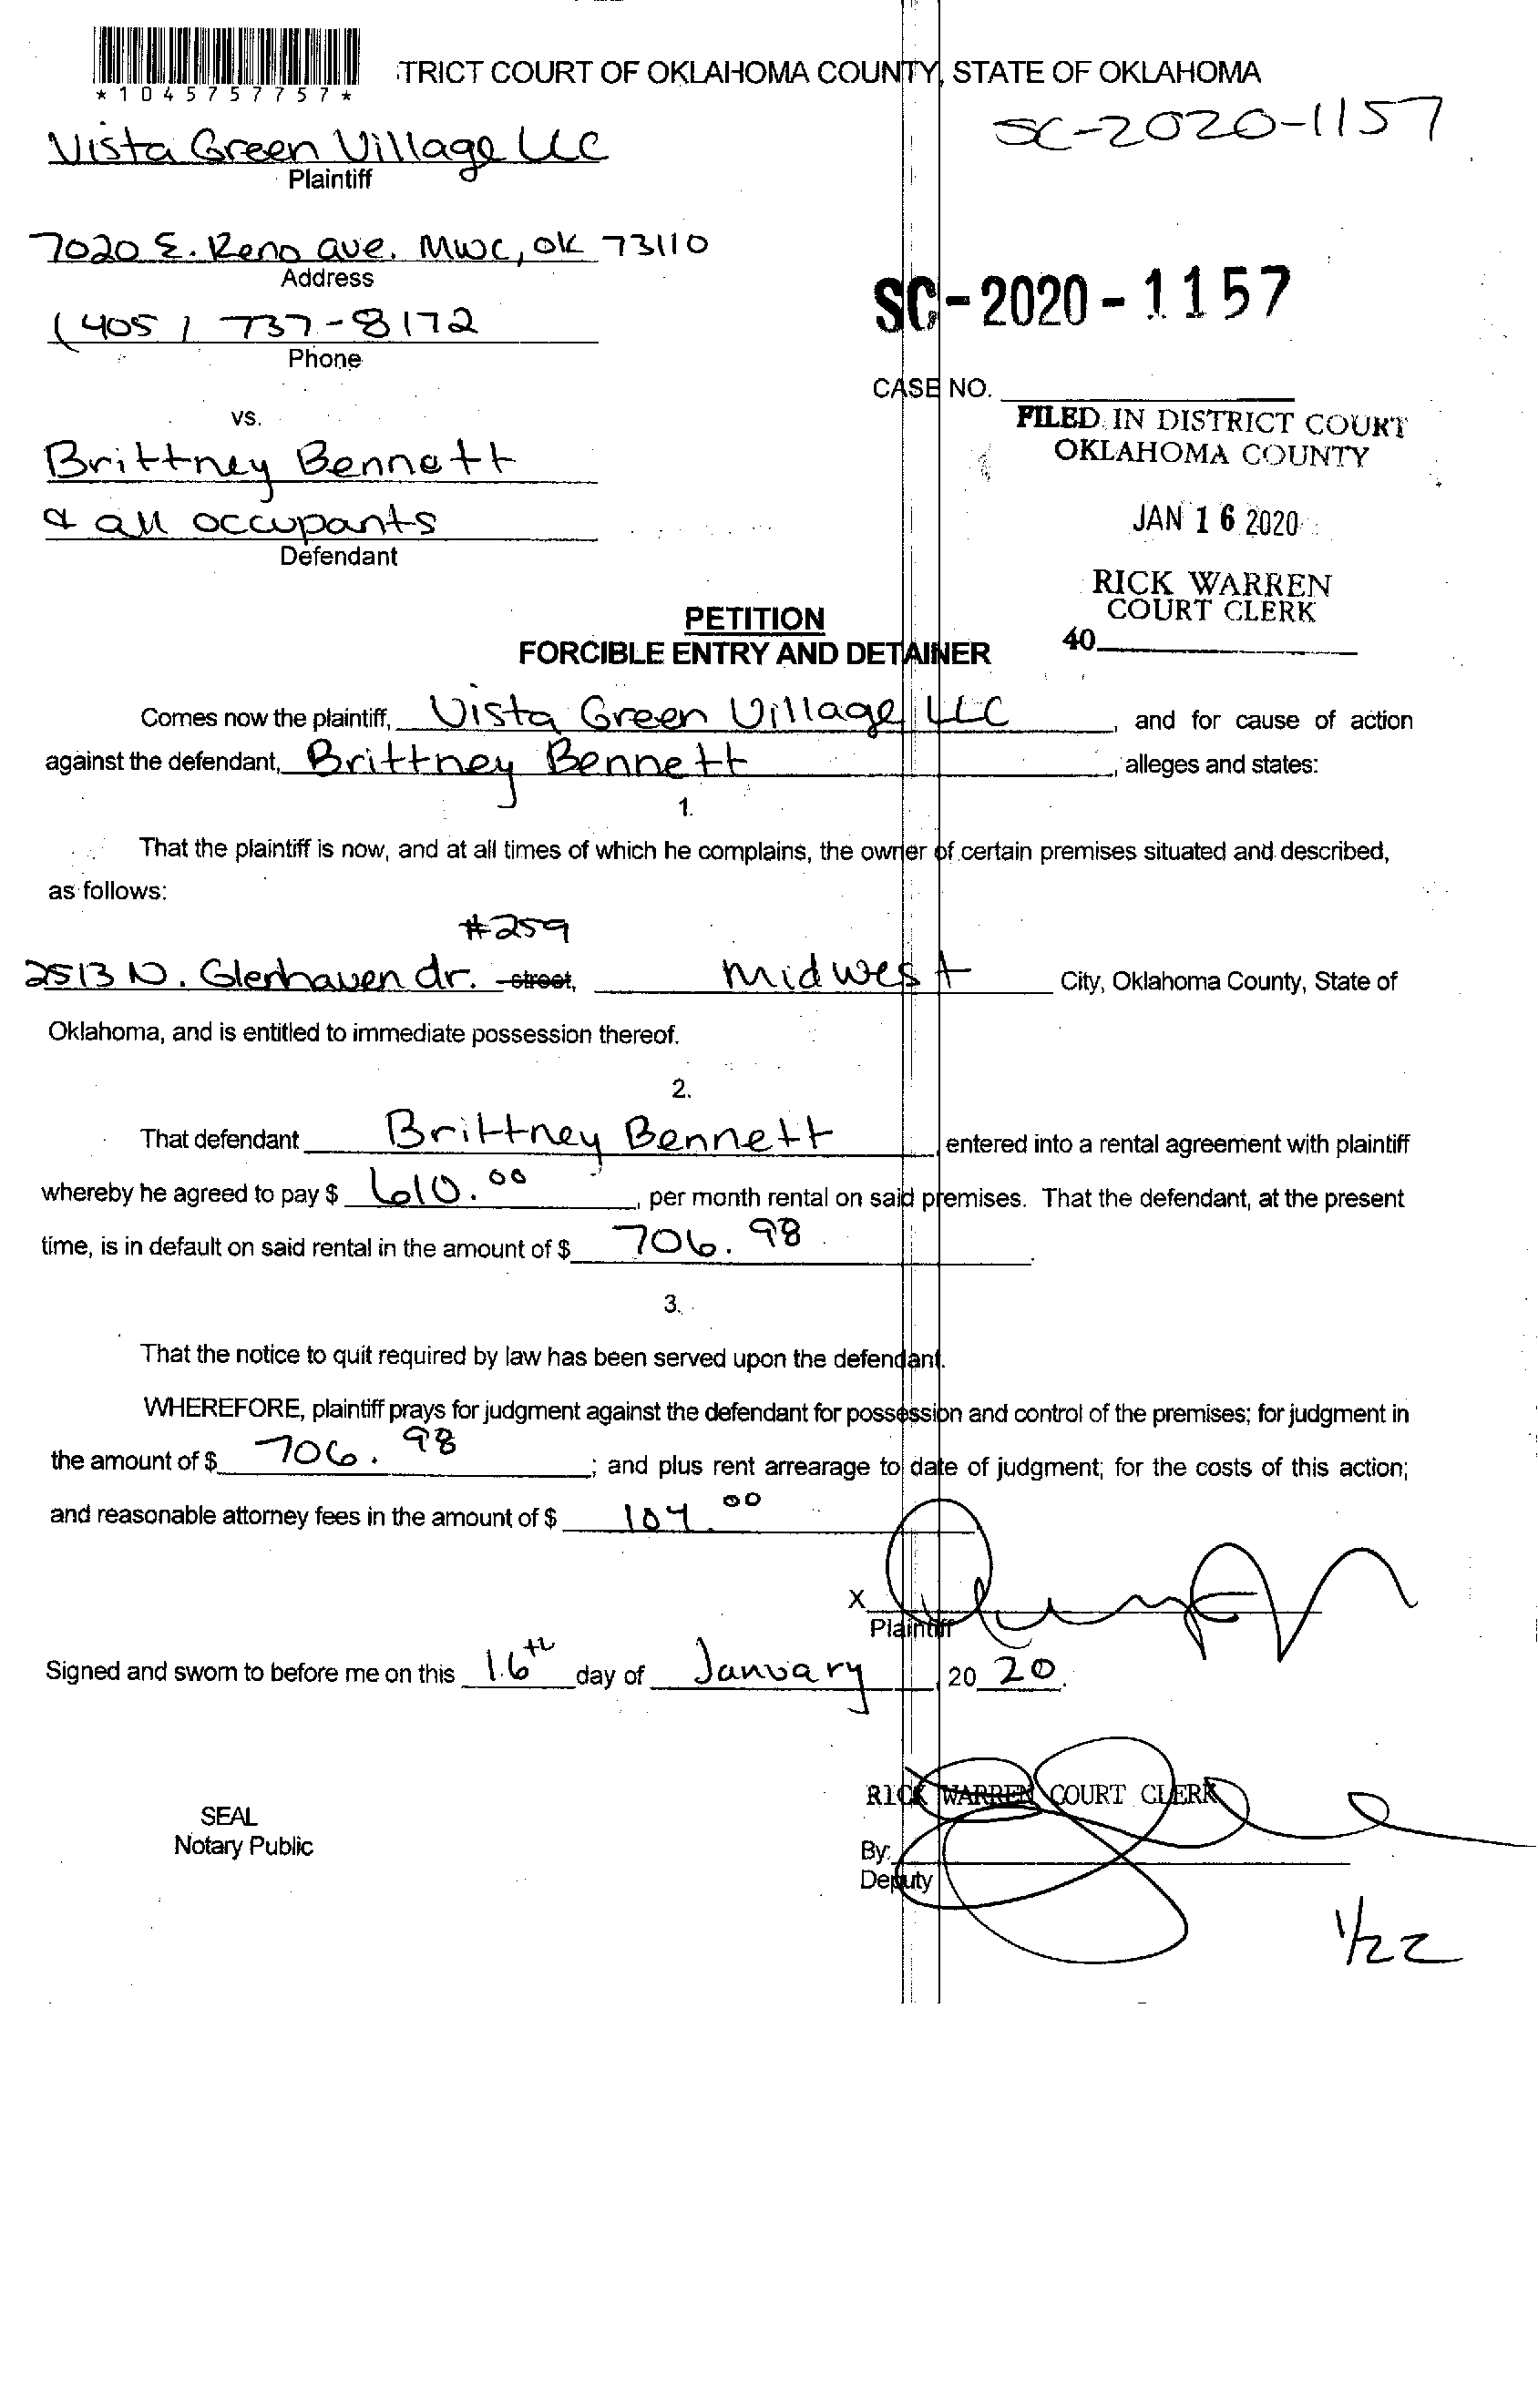 *1045757757*
TRICT COURT OF OKLAHOMA COUNTY, STATE OF OKLAHOMA
SC-2020-1157
Vista Green Village LLC
Plaintiff
7020 E. Reno ave. MWC, OK 73110
Address
SC-2020-1157
(405) 737-8172
Phone
CASE NO.
vs.
FILED IN DISTRICT COURT
OKLAHOMA COUNTY
Brittney Bennett
& all occupants
JAN 16 2020
Defendant
RICK WARREN
COURT CLERK
40
PETITION
FORCIBLE ENTRY AND DETAINER
Comes now the plaintiff, Vista Green Village LLC, and for cause of action
against the defendant, Brittney Bennett, alleges and states:
1.
That the plaintiff is now, and at all times of which he complains, the owner of certain premises situated and described,
as follows:
#259
2513 N. Glenhaven dr. street, Midwest City, Oklahoma County, State of
Oklahoma, and is entitled to immediate possession thereof.
2.
That defendant Brittney Bennett, entered into a rental agreement with plaintiff
whereby he agreed to pay $ 610.00, per month rental on said premises. That the defendant, at the present
time, is in default on said rental in the amount of $ 706.98.
3.
That the notice to quit required by law has been served upon the defendant.
WHEREFORE, plaintiff prays for judgment against the defendant for possession and control of the premises; for judgment in
the amount of $ 706.98; and plus rent arrearage to date of judgment; for the costs of this action;
and reasonable attorney fees in the amount of $ 104.00
X
Plaintiff
Signed and sworn to before me on this 16th day of January, 20 20.
RICK WARREN COURT CLERK
SEAL
Notary Public
By:
Deputy
1/22